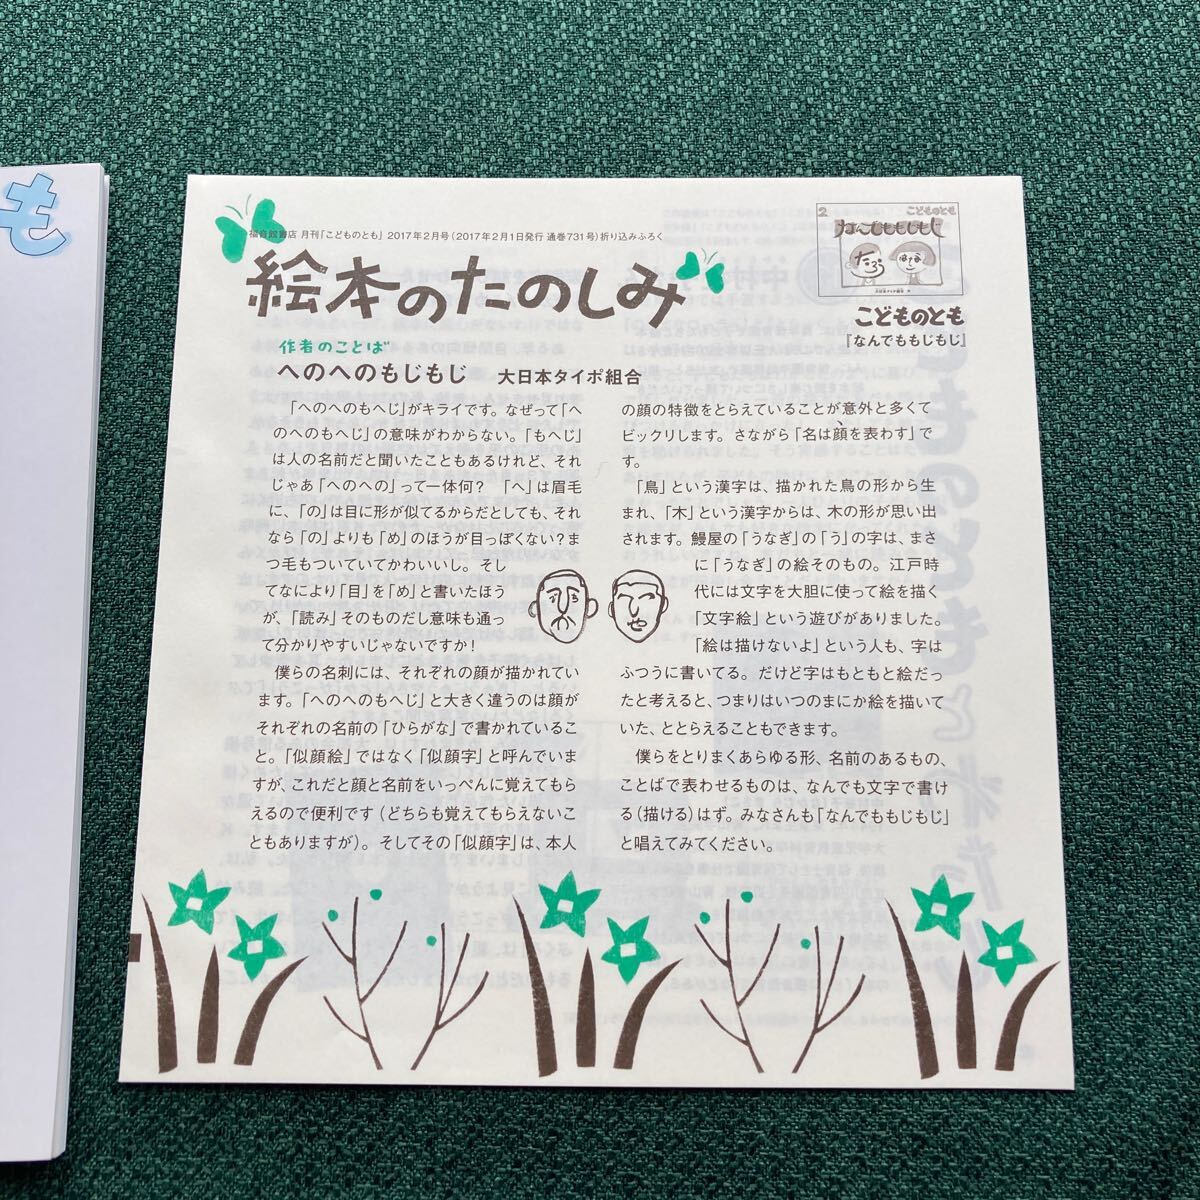 も
福音館書店 月刊「こどものとも」 2017年2月号(2017年2月1日発行 通巻731号)折り込みふろく
絵本のたのしみ
2
こどものとも
なんでももじもじ
たろ
はな
こどものとも
『なんでももじもじ』
作者のことば
へのへのもじもじ 大日本タイポ組合
「へのへのもへじ」がキライです。なぜって「へ
のへのもへじ」の意味がわからない。「もへじ」
は人の名前だと聞いたこともあるけれど、それ
じゃあ「へのへの」って一体何? 「へ」は眉毛
に、「の」は目に形が似てるからだとしても、それ
なら「の」よりも「め」のほうが目っぽくない?ま
つ毛もついていてかわいいし。そし
てなにより「目」を「め」と書いたほう
が、「読み」そのものだし意味も通っ
て分かりやすいじゃないですか!
僕らの名刺には、それぞれの顔が描かれてい
ます。「へのへのもへじ」と大きく違うのは顔が
それぞれの名前の「ひらがな」で書かれているこ
と。「似顔絵」ではなく「似顔字」と呼んでいま
すが、これだと顔と名前をいっぺんに覚えてもら
えるので便利です(どちらも覚えてもらえないこ
ともありますが)。そしてその「似顔字」は、本人
の顔の特徴をとらえていることが意外と多くて
ビックリします。さながら「名は顔を表わす」で
す。
「鳥」という漢字は、描かれた鳥の形から生
まれ、「木」という漢字からは、木の形が思い出
されます。鰻屋の「うなぎ」の「う」の字は、まさ
に「うなぎ」の絵そのもの。江戸時
代には文字を大胆に使って絵を描く
「文字絵」という遊びがありました。
「絵は描けないよ」という人も、字は
ふつうに書いてる。だけど字はもともと絵だっ
たと考えると、つまりはいつのまにか絵を描いて
いた、ととらえることもできます。
僕らをとりまくあらゆる形、名前のあるもの、
ことばで表わせるものは、なんでも文字で書け
る(描ける)はず。みなさんも「なんでももじもじ」
と唱えてみてください。